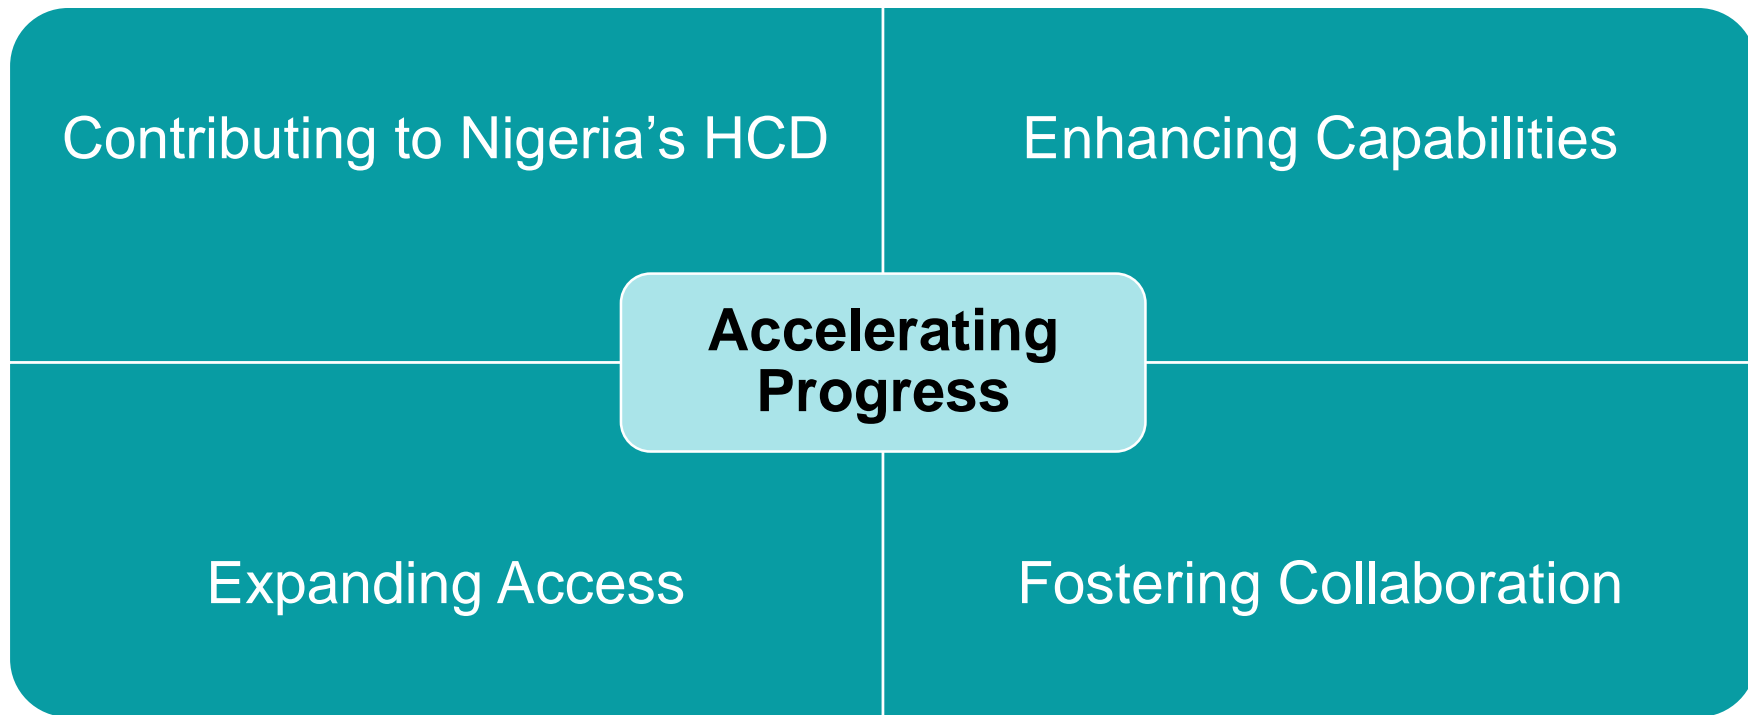 Contributing to Nigeria’s HCD
Enhancing Capabilities
Accelerating
Progress
Expanding Access
Fostering Collaboration